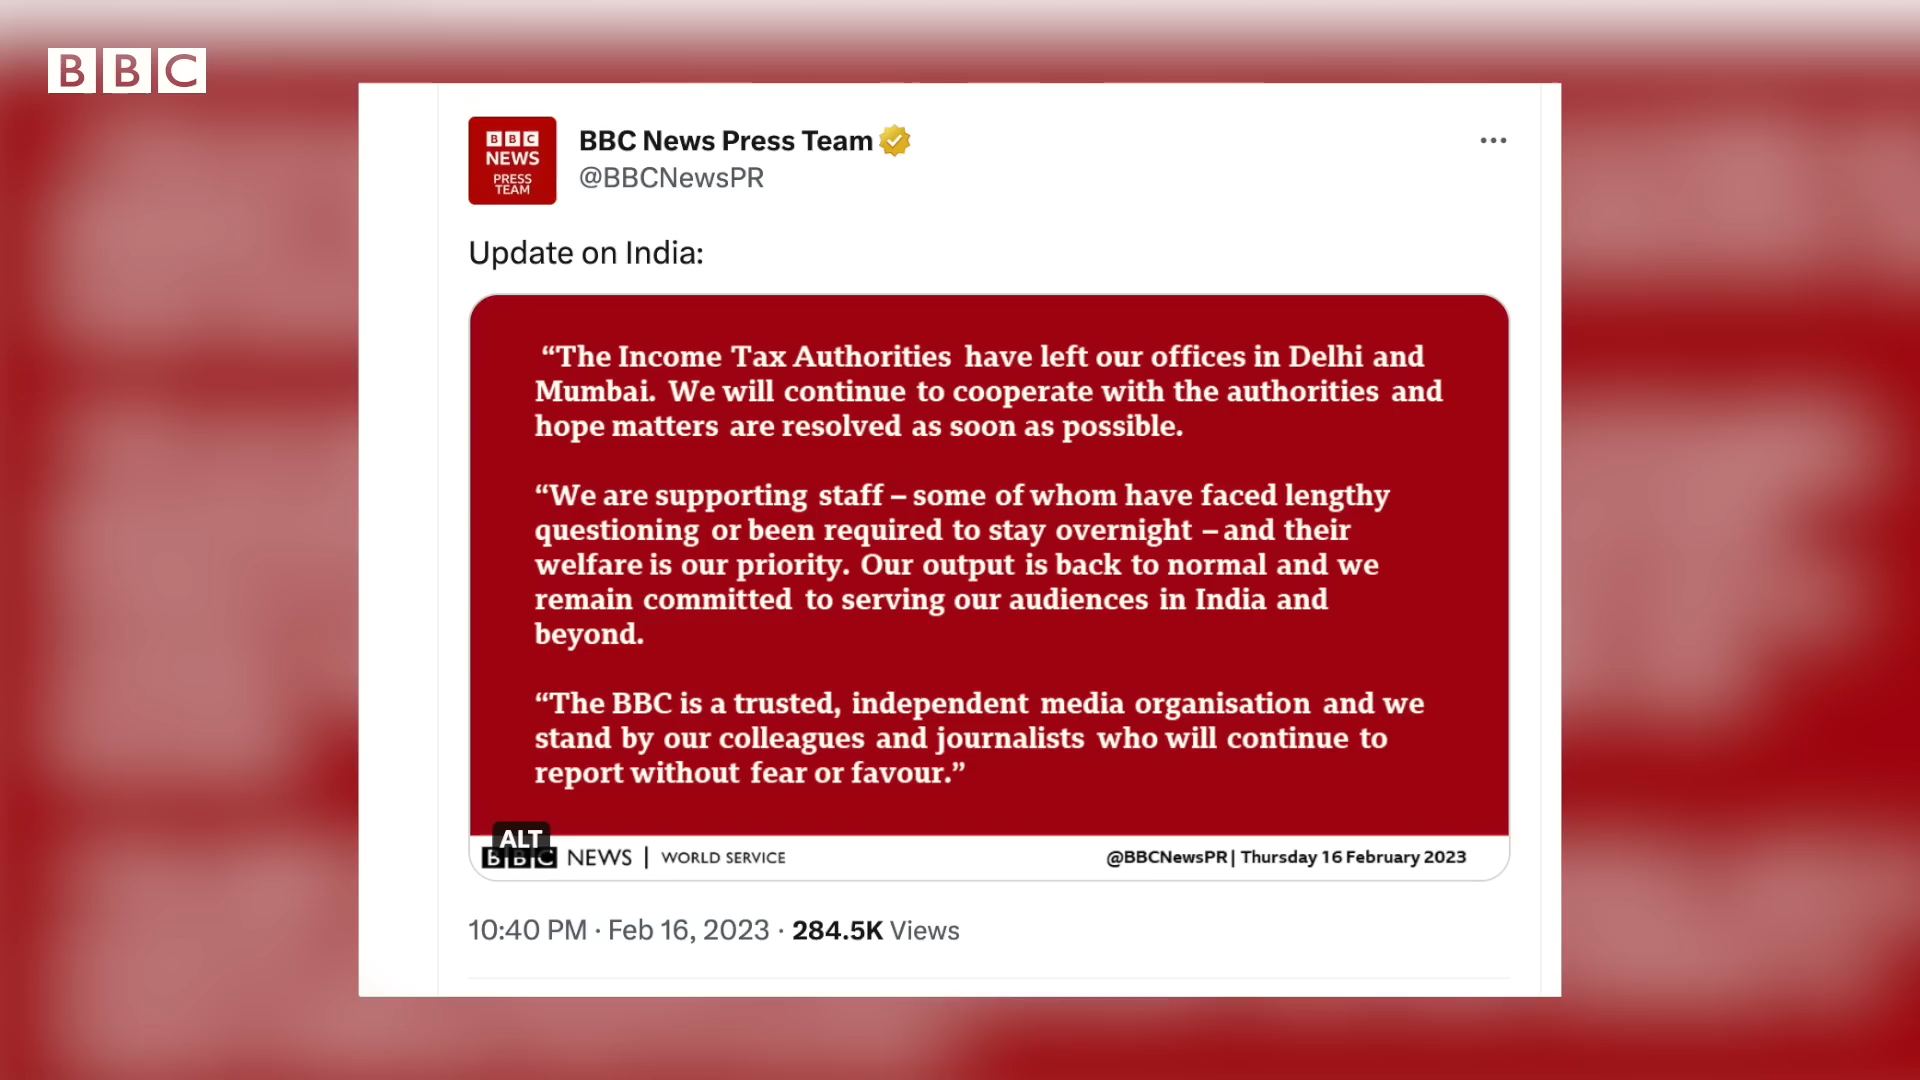 BBC
BBC
NEWS
PRESS
TEAM
BBC News Press Team
@BBCNewsPR
Update on India:
“The Income Tax Authorities have left our offices in Delhi and
Mumbai. We will continue to cooperate with the authorities and
hope matters are resolved as soon as possible.
“We are supporting staff – some of whom have faced lengthy
questioning or been required to stay overnight – and their
welfare is our priority. Our output is back to normal and we
remain committed to serving our audiences in India and
beyond.
“The BBC is a trusted, independent media organisation and we
stand by our colleagues and journalists who will continue to
report without fear or favour.”
ALT
BBC NEWS | WORLD SERVICE
@BBCNewsPR | Thursday 16 February 2023
10:40 PM · Feb 16, 2023 · 284.5K Views